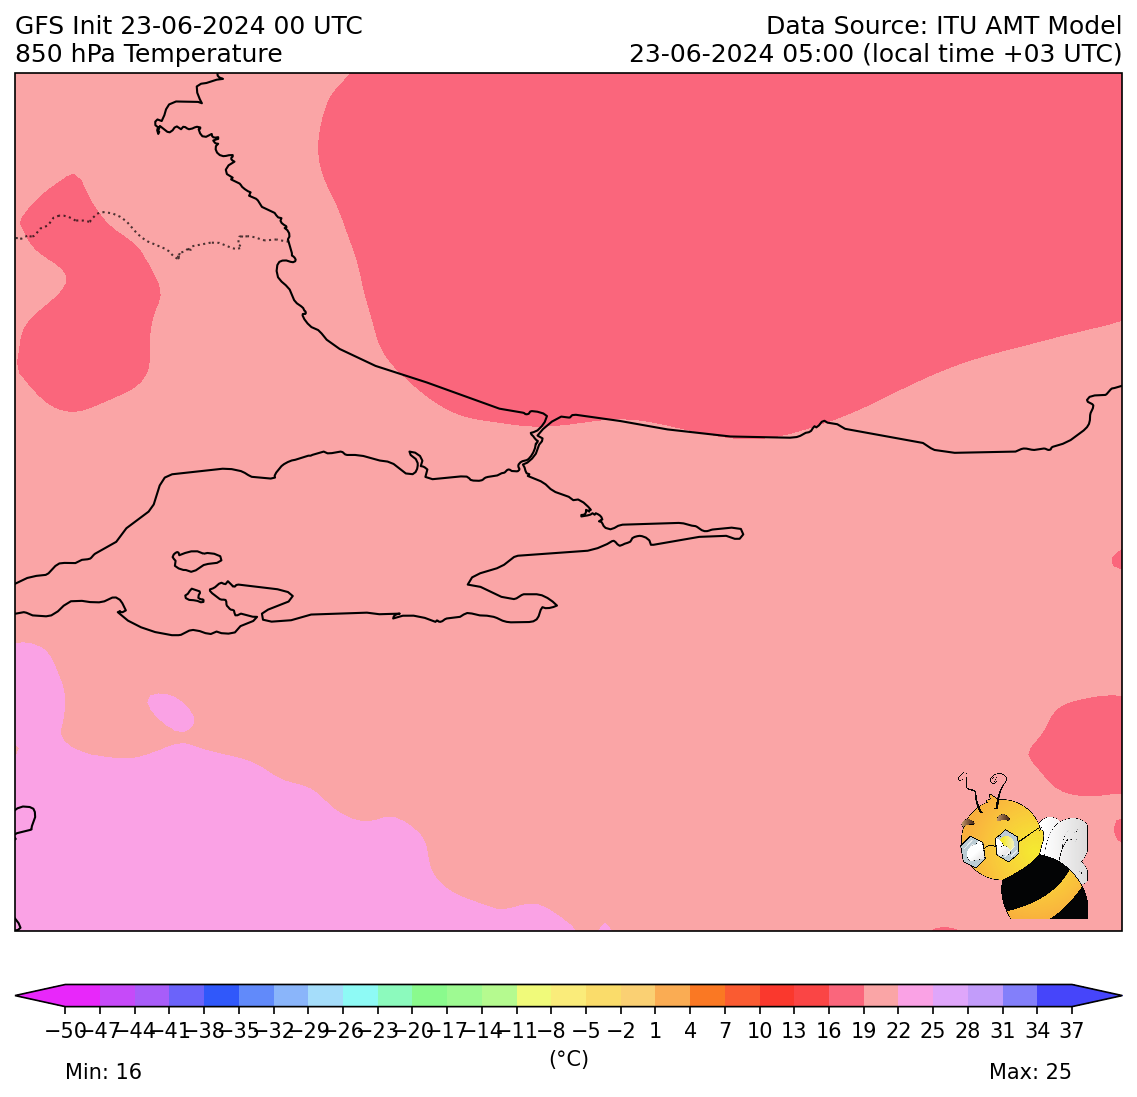 GFS Init 23-06-2024 00 UTC
Data Source: ITU AMT Model
850 hPa Temperature
23-06-2024 05:00 (local time +03 UTC)
−50 −47 −44 −41 −38 −35 −32 −29 −26 −23 −20 −17 −14 −11 −8 −5 −2 1 4 7 10 13 16 19 22 25 28 31 34 37
(°C)
Min: 16
Max: 25